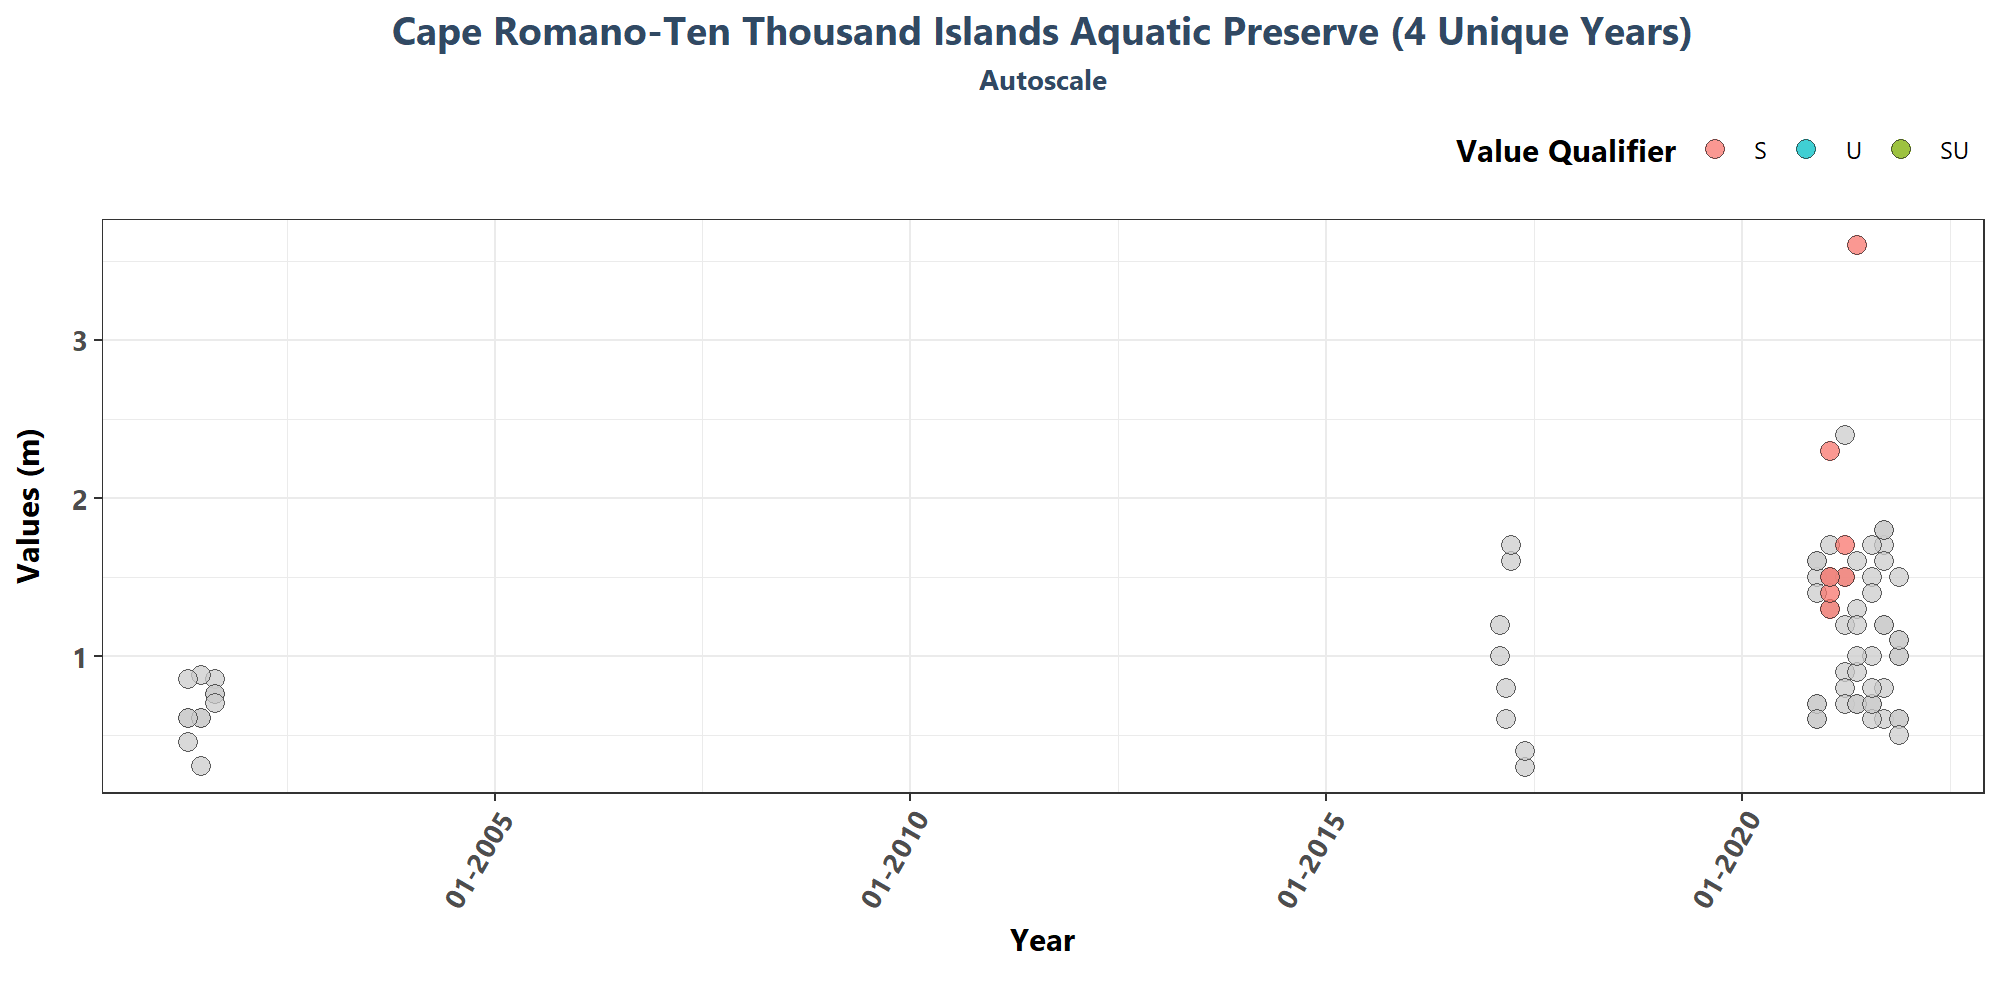 Cape Romano-Ten Thousand Islands Aquatic Preserve (4 Unique Years)
Autoscale
Value Qualifier S U SU
Values (m)
3
2
1
01-2005 01-2010 01-2015 01-2020
Year